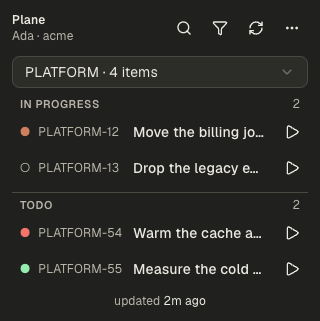 Plane
Ada · acme
PLATFORM · 4 items
IN PROGRESS 2
PLATFORM-12 Move the billing jo...
PLATFORM-13 Drop the legacy e...
TODO 2
PLATFORM-54 Warm the cache a...
PLATFORM-55 Measure the cold ...
updated 2m ago